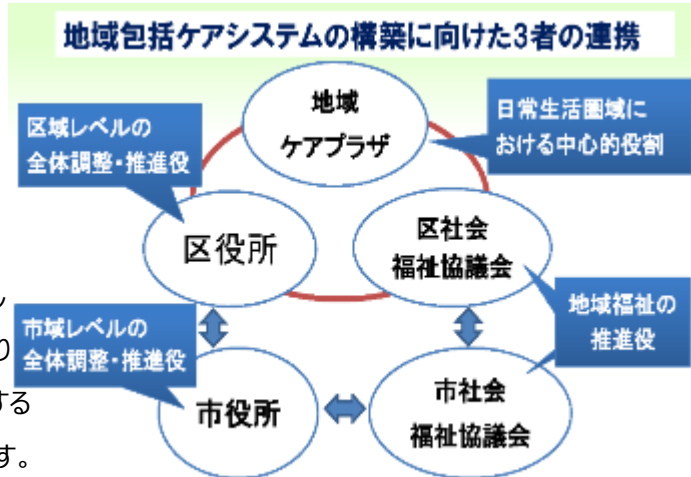 地域包括ケアシステムの構築に向けた3者の連携
地域
ケアプラザ
日常生活圏域に
おける中心的役割
区域レベルの
全体調整・推進役
区役所
区社会
福祉協議会
地域福祉の
推進役
市域レベルの
全体調整・推進役
市役所
市社会
福祉協議会
り
する
す。